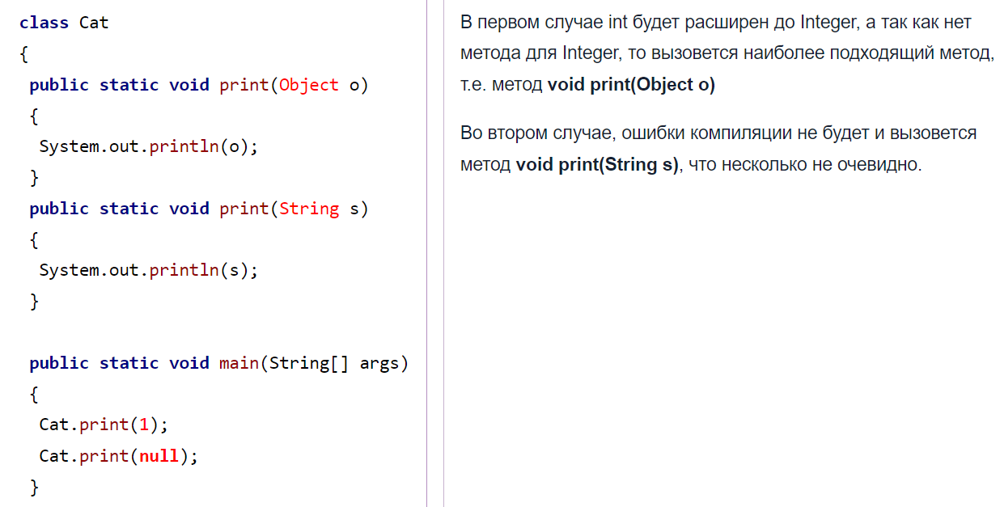 class Cat
{
public static void print(Object o)
{
System.out.println(o);
}
public static void print(String s)
{
System.out.println(s);
}
public static void main(String[] args)
{
Cat.print(1);
Cat.print(null);
}
В первом случае int будет расширен до Integer, а так как нет
метода для Integer, то вызовется наиболее подходящий метод,
т.е. метод void print(Object o)
Во втором случае, ошибки компиляции не будет и вызовется
метод void print(String s), что несколько не очевидно.